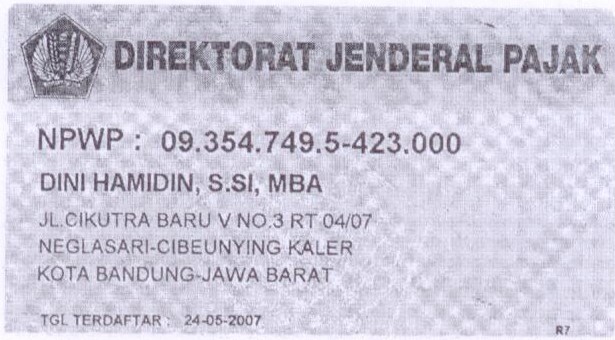 DIREKTORAT JENDERAL PAJAK
NPWP : 09.354.749.5-423.000
DINI HAMIDIN, S.SI, MBA
JL.CIKUTRA BARU V NO.3 RT 04/07
NEGLASARI-CIBEUNYING KALER
KOTA BANDUNG-JAWA BARAT
TGL TERDAFTAR : 24-05-2007
R7